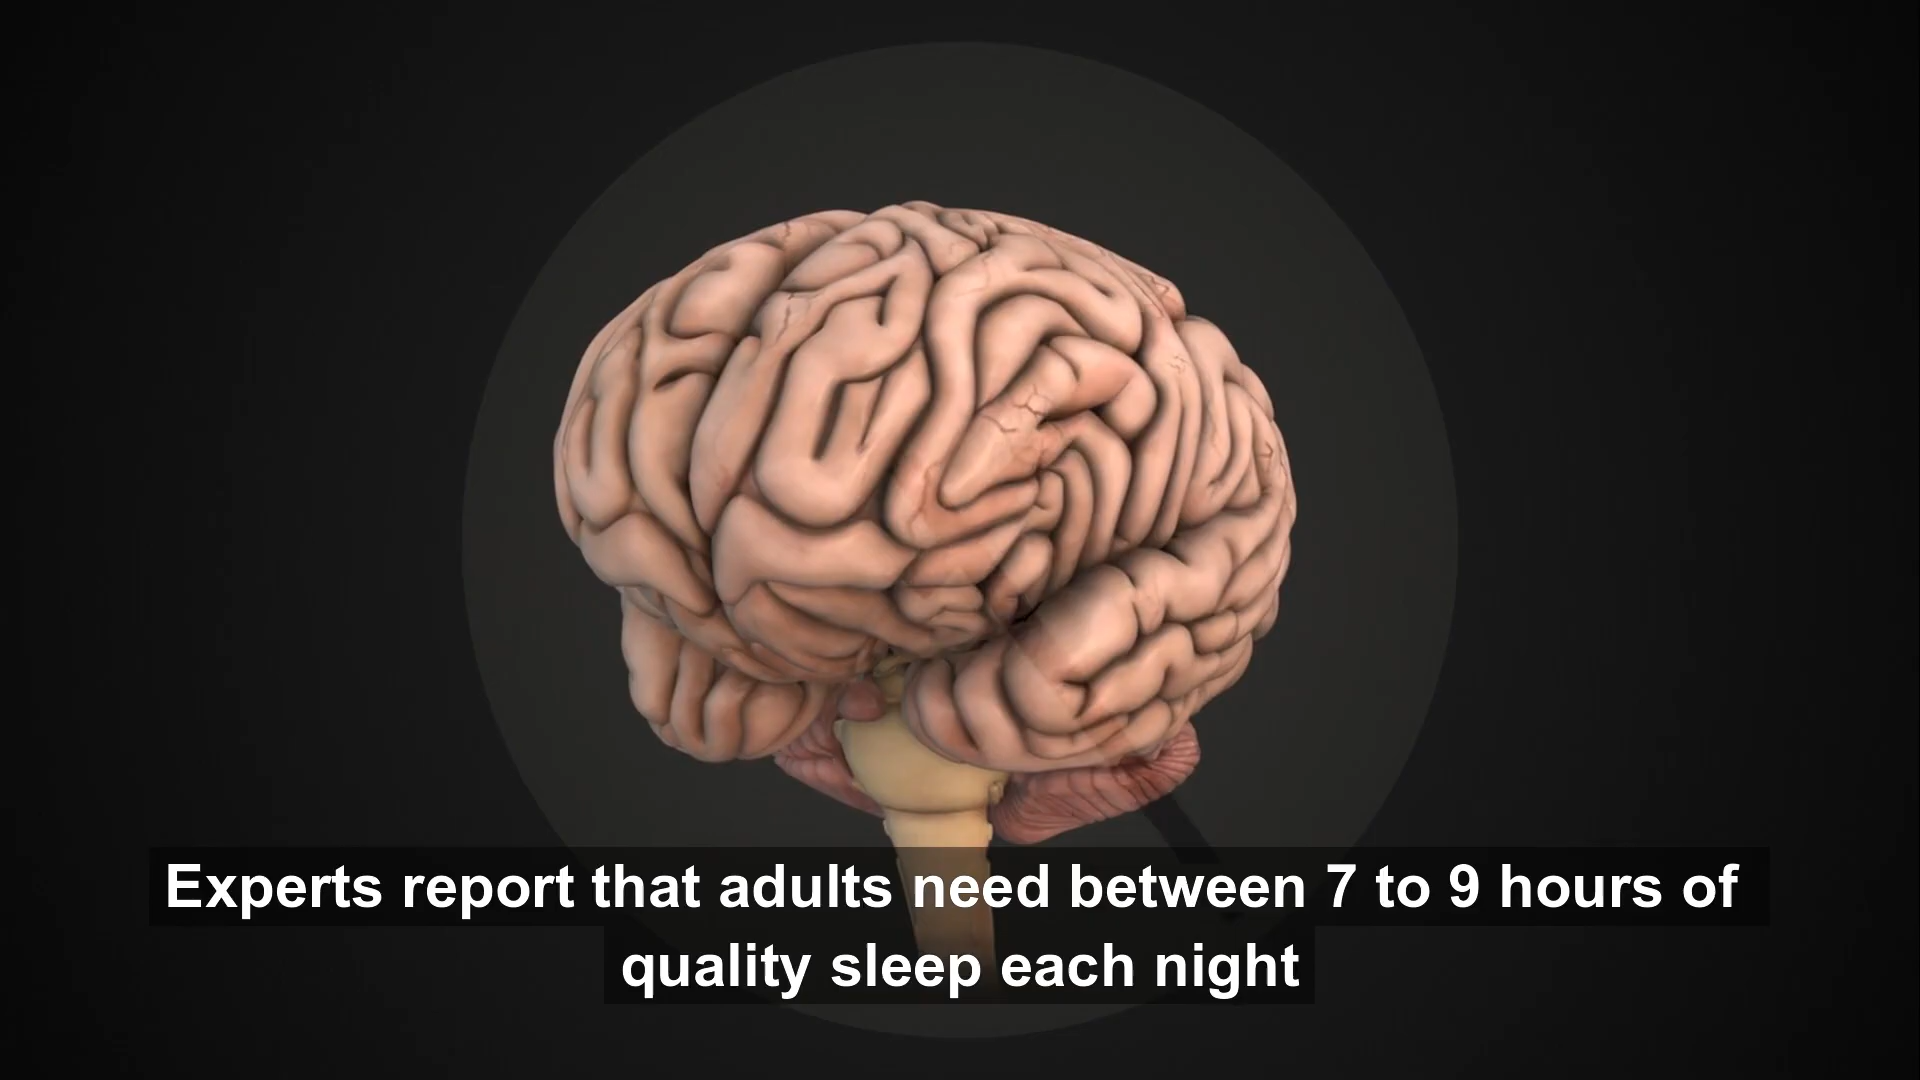 Experts report that adults need between 7 to 9 hours of
quality sleep each night